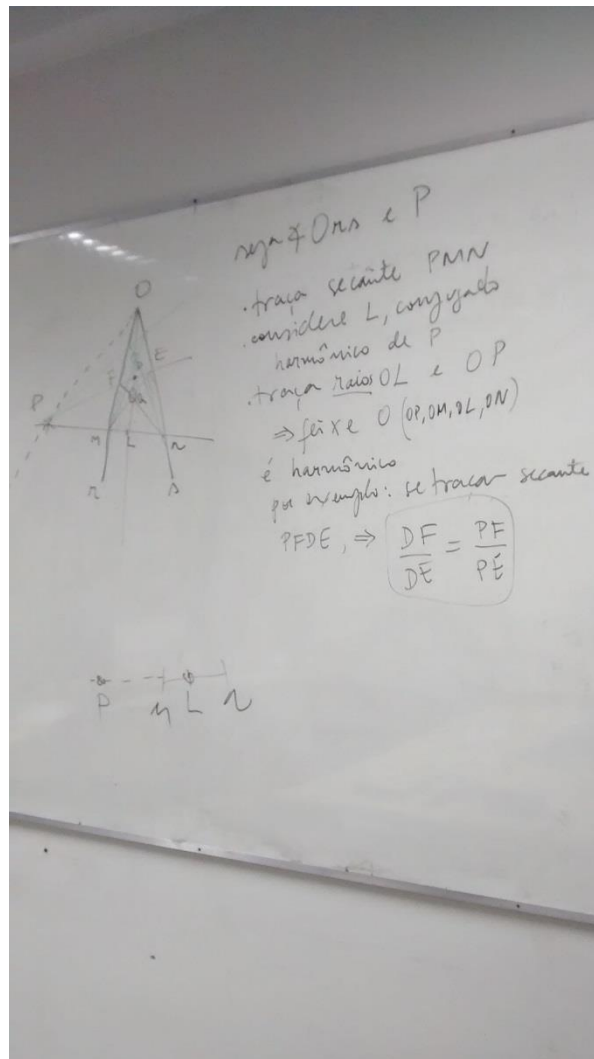 seja ∢ Ors e P
. traça secante PMN
. considere L, conjugado
harmônico de P
. traça raios OL e OP
⇒ feixe O (OP, OM, OL, ON)
é harmônico
por exemplo: se traçar secante
PFDE, ⇒ DF/DE = PF/PE
O
P
F
E
M
L
N
r
s
P
M
L
N